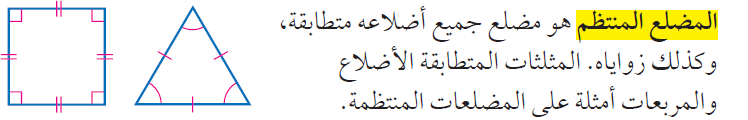 المضلع المنتظم هو مضلع جميع أضلاعه متطابقة،
وكذلك زواياه. المثلثات المتطابقة الأضلاع
والمربعات أمثلة على المضلعات المنتظمة.